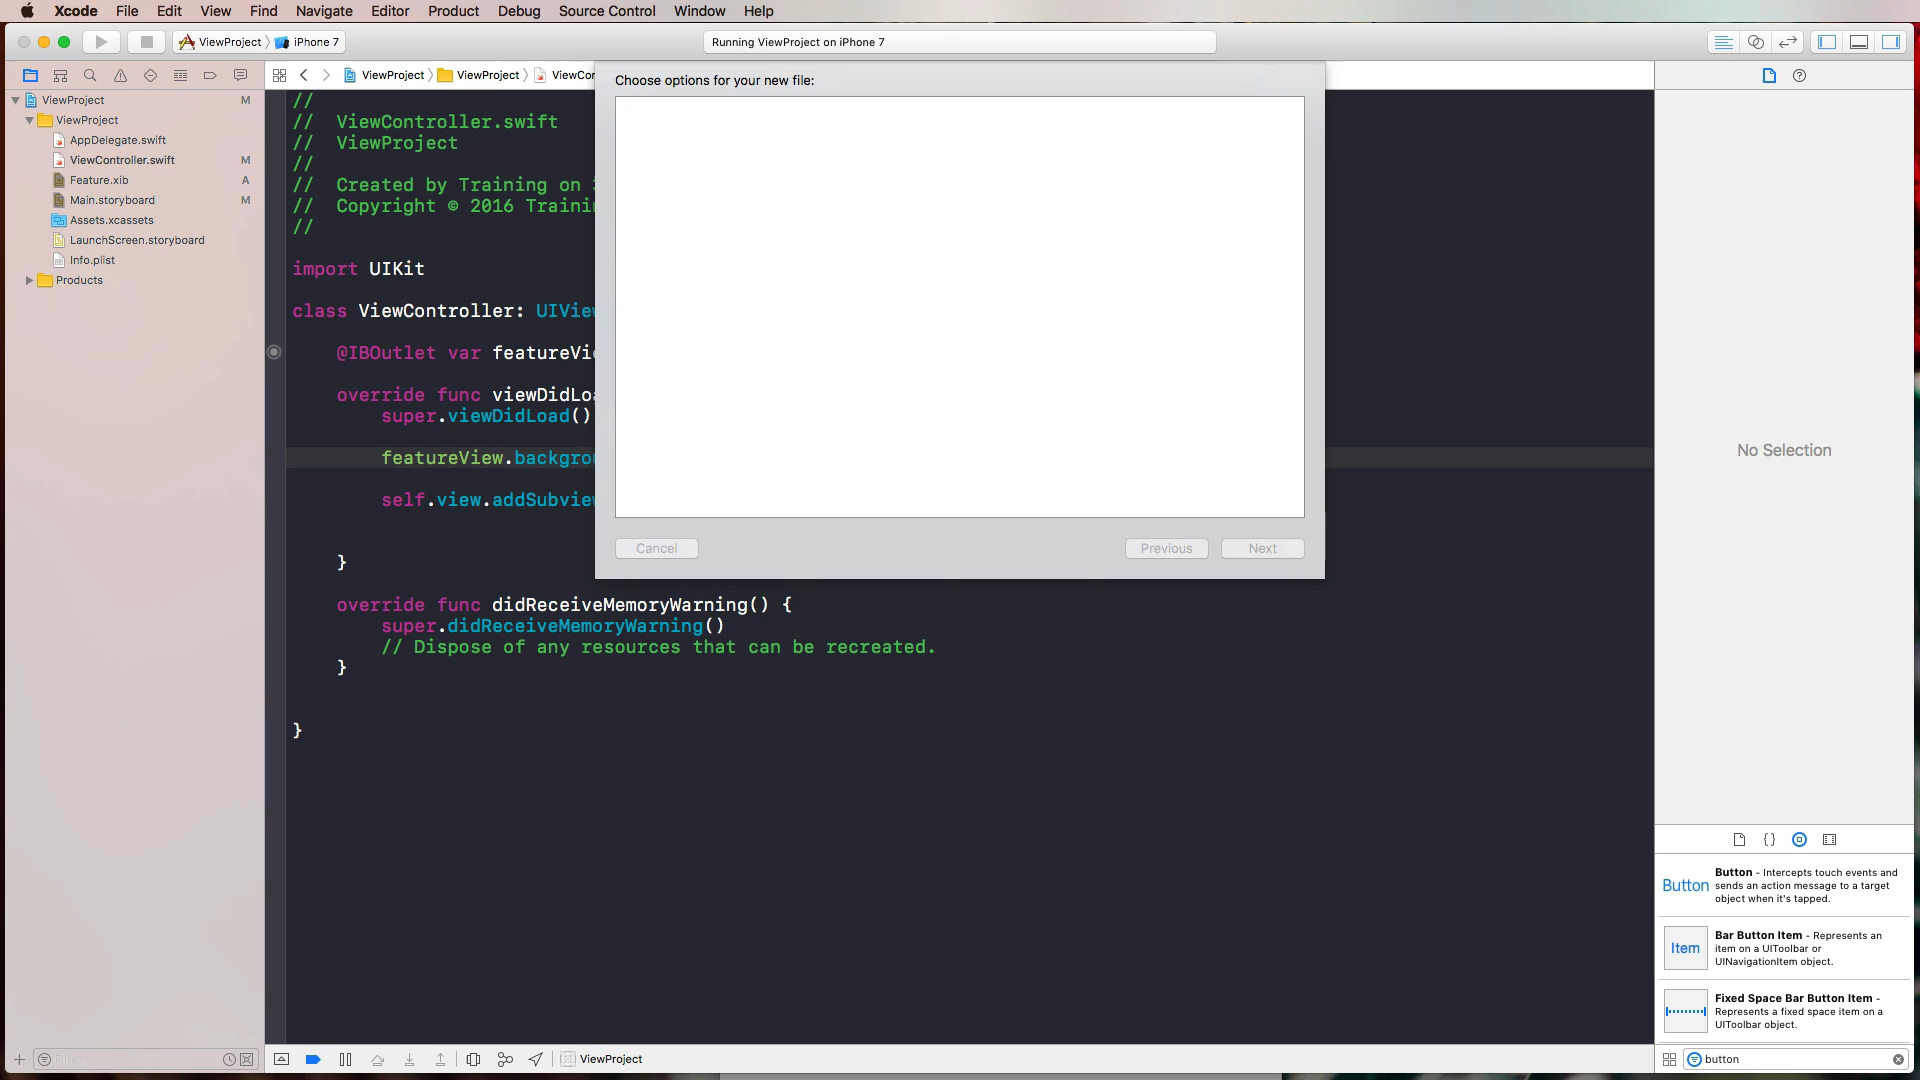 Xcode File Edit View Find Navigate Editor Product Debug Source Control Window Help
ViewProject iPhone 7
Running ViewProject on iPhone 7
ViewProject ViewProject ViewCo
Choose options for your new file:
ViewProject M
ViewProject
AppDelegate.swift
ViewController.swift M
Feature.xib A
Main.storyboard M
Assets.xcassets
LaunchScreen.storyboard
Info.plist
Products
//
// ViewController.swift
// ViewProject
//
// Created by Training on
// Copyright © 2016 Traini
//
import UIKit
class ViewController: UIView
@IBOutlet var featureVi
override func viewDidLoa
super.viewDidLoad()
featureView.backgrou
self.view.addSubview
}
override func didReceiveMemoryWarning() {
super.didReceiveMemoryWarning()
// Dispose of any resources that can be recreated.
}
}
Cancel Previous Next
No Selection
{}
Button
Button - Intercepts touch events and
sends an action message to a target
object when it's tapped.
Item
Bar Button Item - Represents an
item on a UIToolbar or
UINavigationItem object.
Fixed Space Bar Button Item -
Represents a fixed space item on a
UIToolbar object.
Filter
ViewProject
button